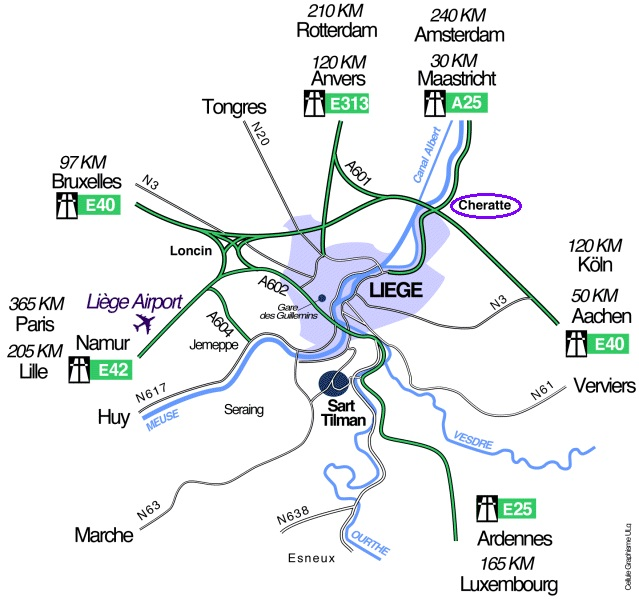 210 KM
Rotterdam
240 KM
Amsterdam
120 KM
Anvers
E313
30 KM
Maastricht
A25
Tongres
N20
A601
Canal Albert
97 KM
Bruxelles
E40
N3
Cheratte
Loncin
120 KM
Köln
A602
LIEGE
Gare
des Guillemins
365 KM
Paris
Liège Airport
50 KM
Aachen
E40
N3
A604
Jemeppe
205 KM
Lille
Namur
E42
N617
Huy
MEUSE
Seraing
Sart
Tilman
N61
Verviers
VESDRE
N63
Marche
N638
Esneux
OURTHE
E25
Ardennes
165 KM
Luxembourg
Cellule Graphisme ULg